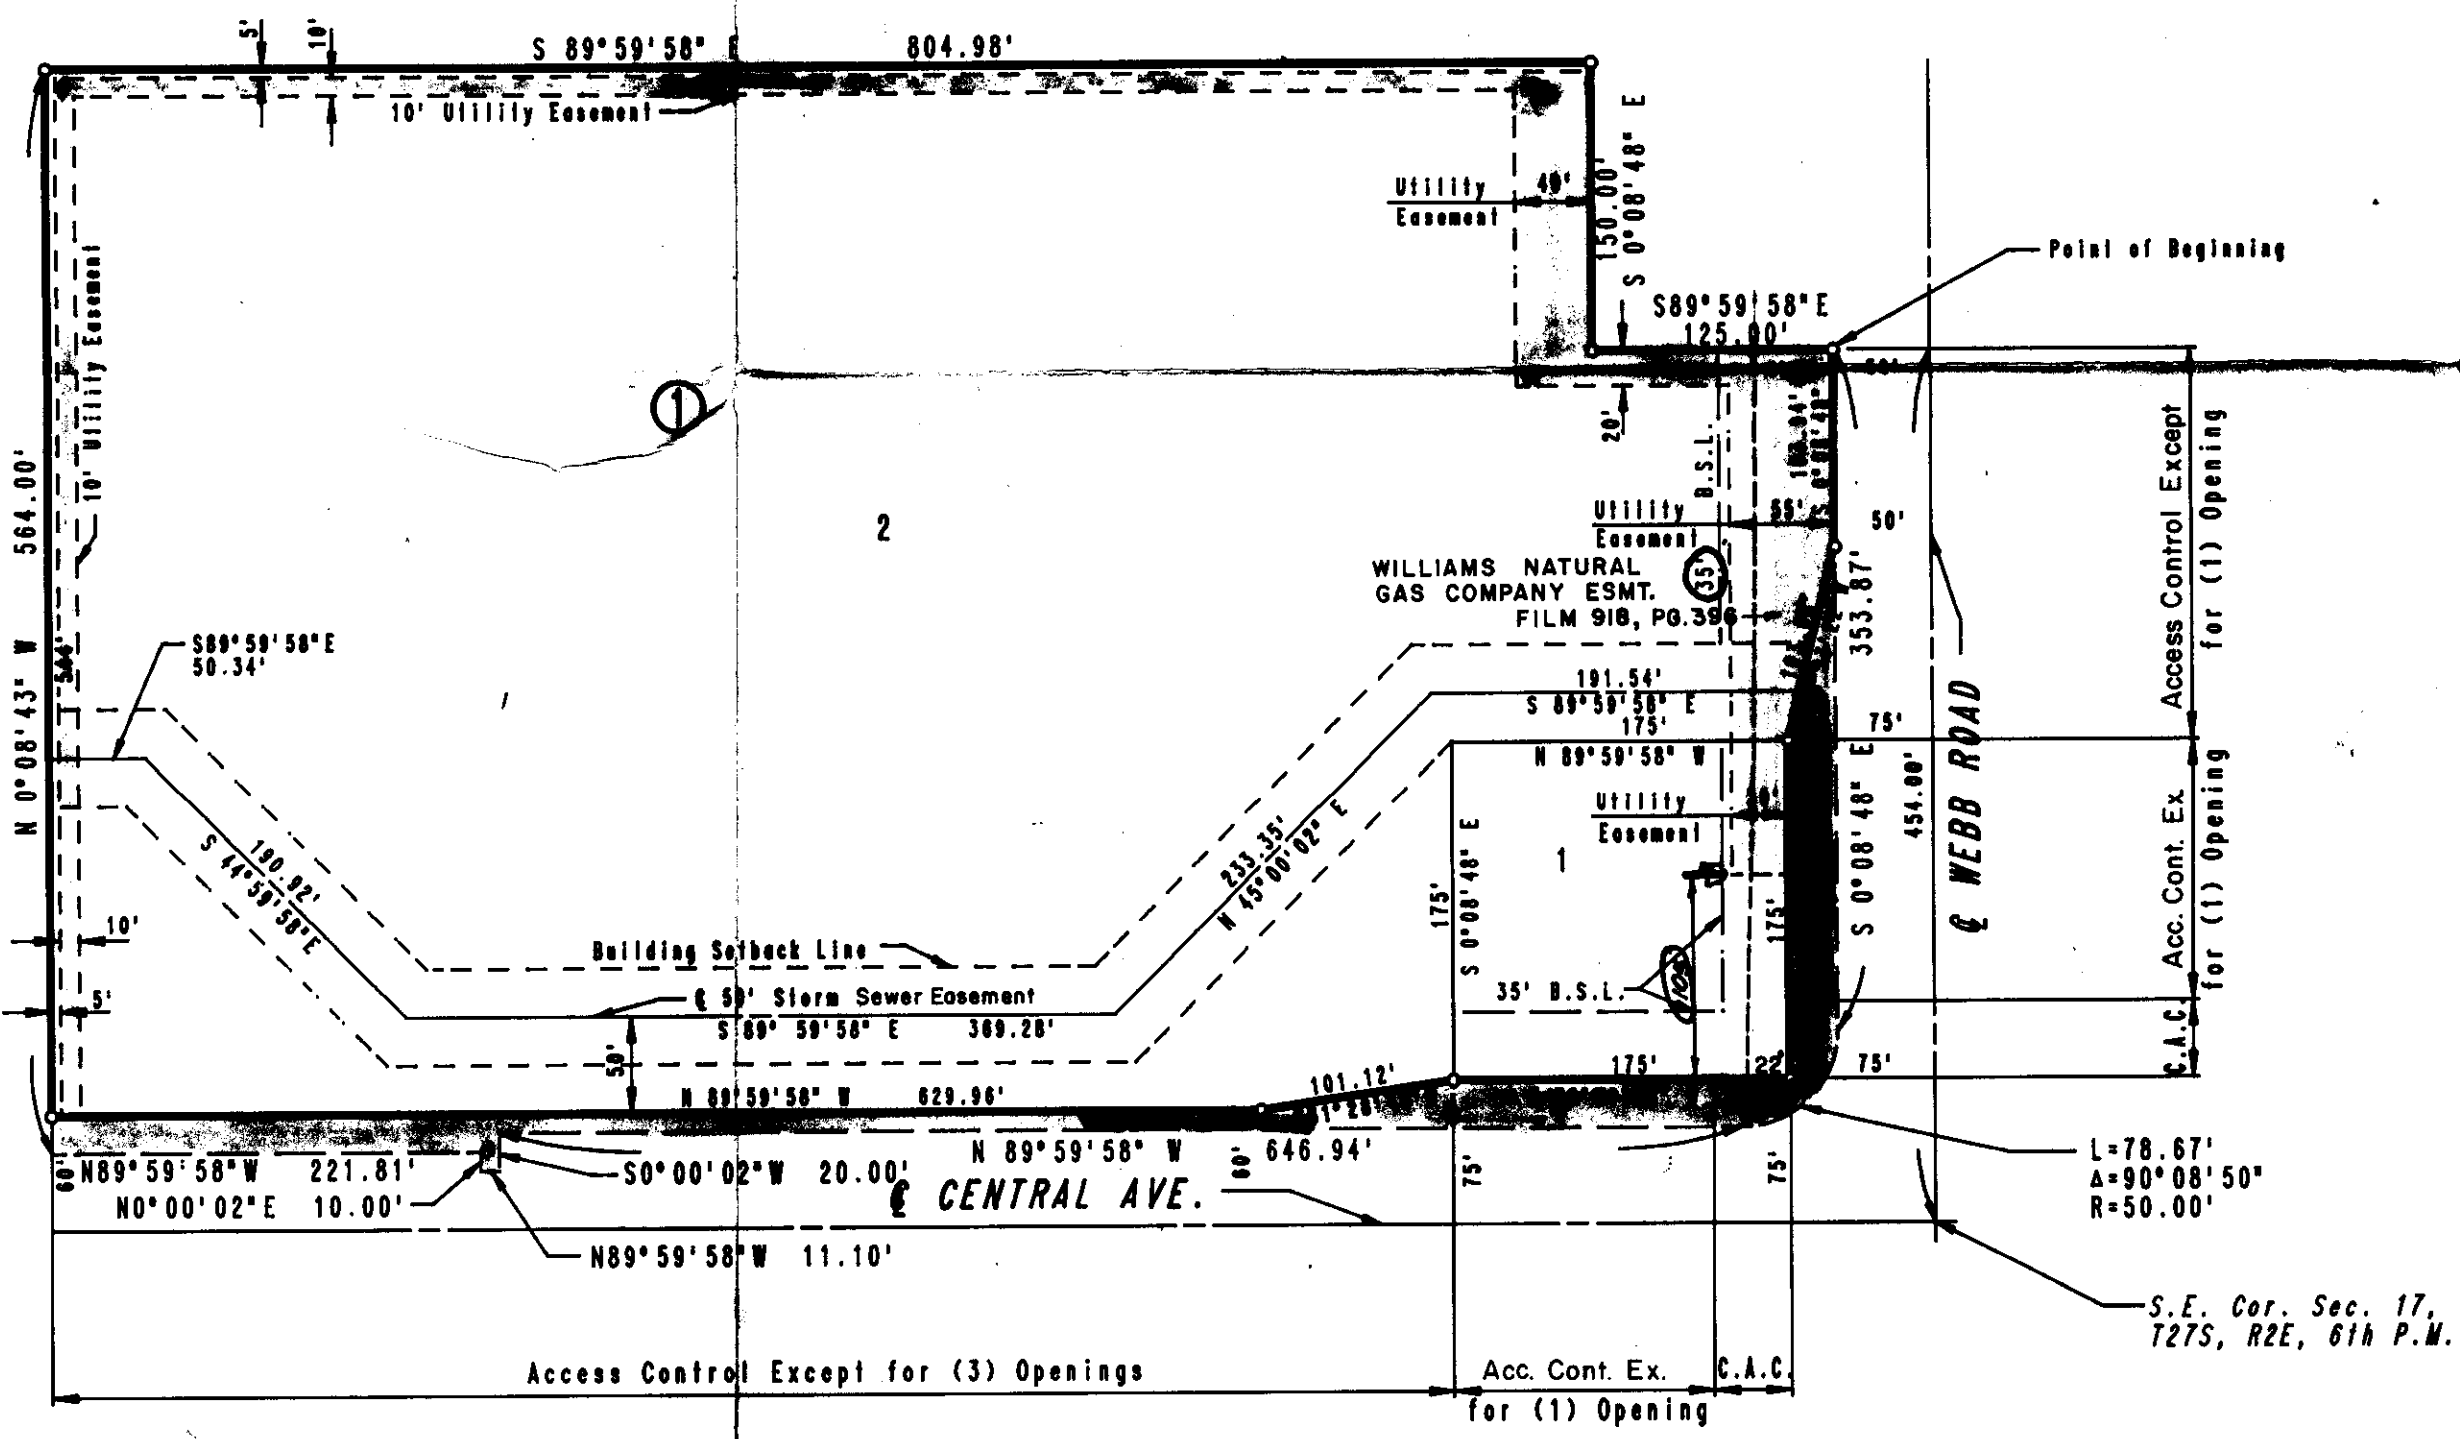 5'
10'
S 89°59'58" E 804.98'
10' Utility Easement
Utility
Easement
40'
150.00'
S 0°08'48" E
Point of Beginning
S89°59'58"E
125.00'
10' Utility Easement
1
20'
B.S.L.
S 0°08'48"
Access Control Except
for (1) Opening
N 0°08'43" W 564.00'
2
Utility
Easement
55'
50'
WILLIAMS NATURAL
GAS COMPANY ESMT.
FILM 918, PG. 396
35'
353.87'
S89°59'58"E
50.34'
564'
191.54'
S 89°59'58" E
175'
N 89°59'58" W
75'
℄ WEBB ROAD
454.00'
S 0°08'48" E
Utility
Easement
Acc. Cont. Ex.
for (1) Opening
190.92'
S 44°59'58"E
233.35'
N 45°00'02" E
175'
S 0°08'48" E
1
175'
10'
5'
Building Setback Line
℄ 50' Storm Sewer Easement
S 89° 59'58" E 369.28'
50'
35' B.S.L.
105'
C.A.C.
N 89°59'58" W 629.96'
101.12'
175'
22'
75'
60'
N89°59'58"W 221.81'
N0°00'02"E 10.00'
S0°00'02"W 20.00'
N 89°59'58" W 646.94'
60'
75'
75'
L=78.67'
Δ=90°08'50"
R=50.00'
℄ CENTRAL AVE.
N89°59'58"W 11.10'
S.E. Cor. Sec. 17,
T27S, R2E, 6th P.M.
Access Control Except for (3) Openings
Acc. Cont. Ex.
for (1) Opening
C.A.C.